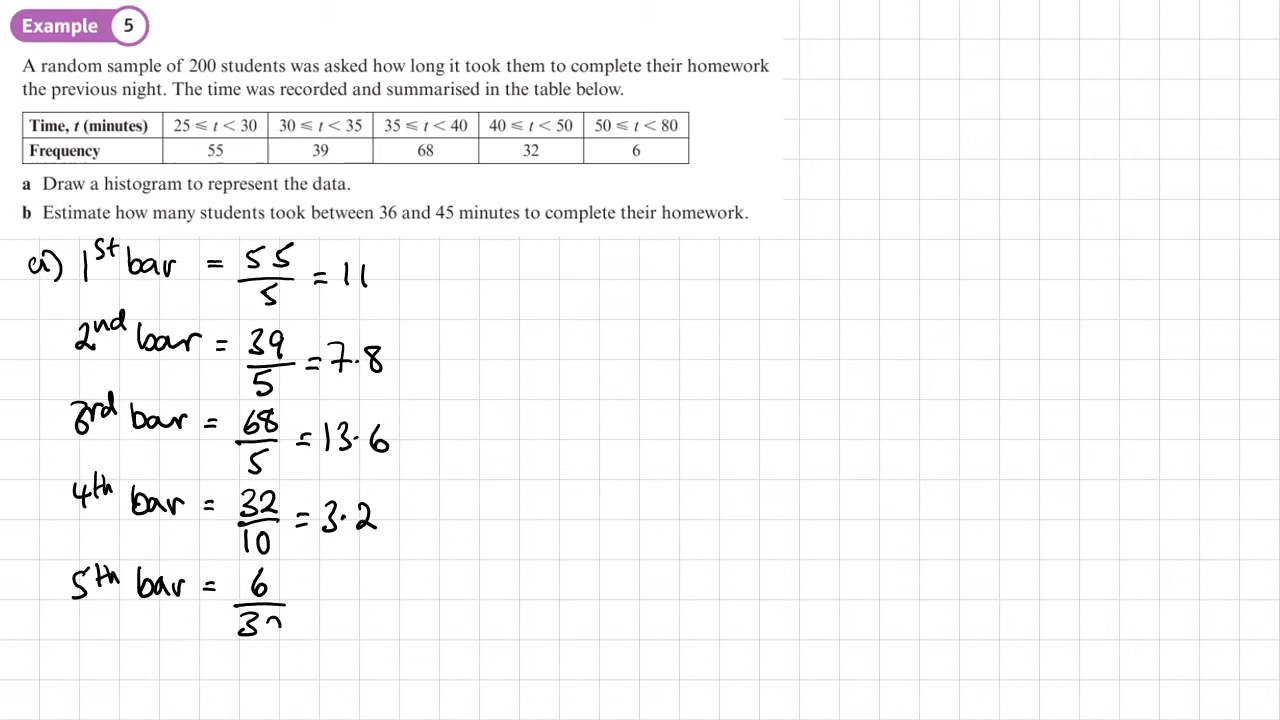 Example 5
A random sample of 200 students was asked how long it took them to complete their homework
the previous night. The time was recorded and summarised in the table below.
Time, t (minutes) 25 ⩽ t < 30 30 ⩽ t < 35 35 ⩽ t < 40 40 ⩽ t < 50 50 ⩽ t < 80
Frequency 55 39 68 32 6
a Draw a histogram to represent the data.
b Estimate how many students took between 36 and 45 minutes to complete their homework.
a) 1st bar = 55/5 = 11
2nd bar = 39/5 = 7.8
3rd bar = 68/5 = 13.6
4th bar = 32/10 = 3.2
5th bar = 6/3